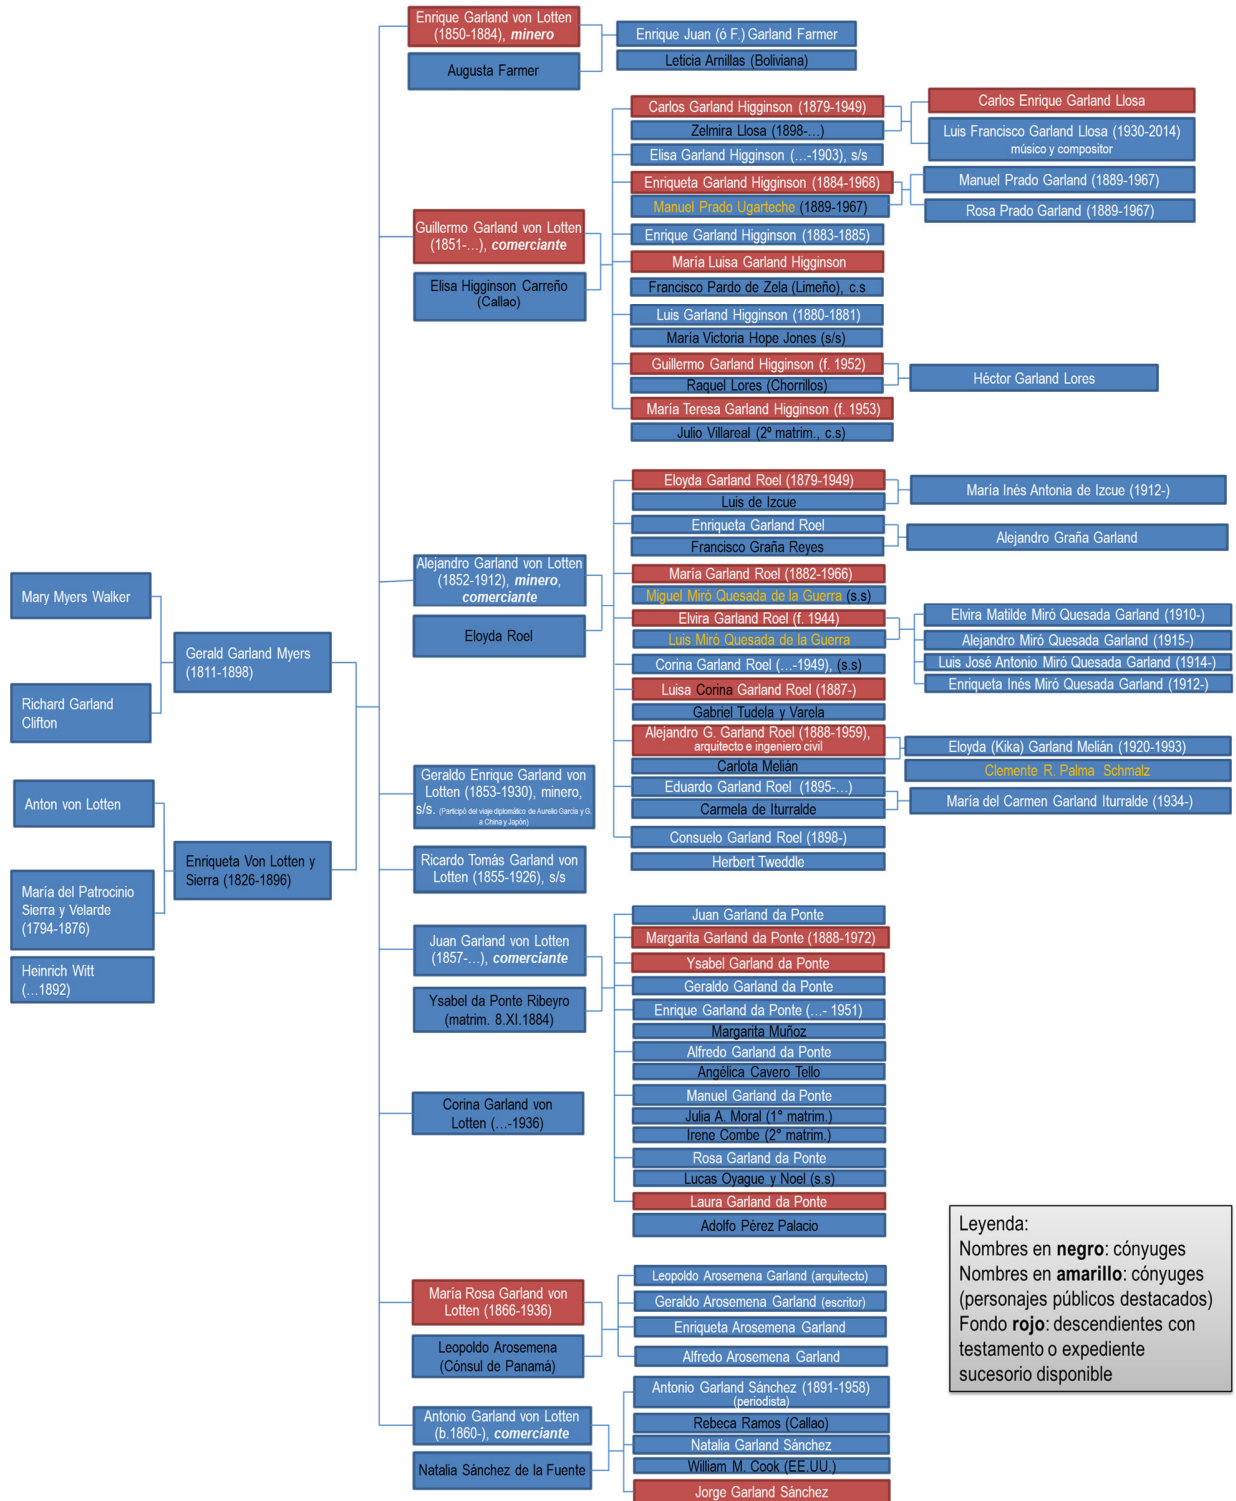 Mary Myers Walker
Richard Garland
Clifton
Anton von Lotten
María del Patrocinio
Sierra y Velarde
(1794-1876)
Heinrich Witt
(…1892)
Gerald Garland Myers
(1811-1898)
Enriqueta Von Lotten y
Sierra (1826-1896)
Enrique Garland von Lotten
(1850-1884), minero
Augusta Farmer
Enrique Juan (ó F.) Garland Farmer
Leticia Arnillas (Boliviana)
Guillermo Garland von Lotten
(1851-…), comerciante
Elisa Higginson Carreño
(Callao)
Carlos Garland Higginson (1879-1949)
Zelmira Llosa (1898-…)
Elisa Garland Higginson (…-1903), s/s
Enriqueta Garland Higginson (1884-1968)
Manuel Prado Ugarteche (1889-1967)
Enrique Garland Higginson (1883-1885)
María Luisa Garland Higginson
Francisco Pardo de Zela (Limeño), c.s
Luis Garland Higginson (1880-1881)
María Victoria Hope Jones (s/s)
Guillermo Garland Higginson (f. 1952)
Raquel Lores (Chorrillos)
María Teresa Garland Higginson (f. 1953)
Julio Villareal (2º matrim., c.s)
Carlos Enrique Garland Llosa
Luis Francisco Garland Llosa (1930-2014)
músico y compositor
Manuel Prado Garland (1889-1967)
Rosa Prado Garland (1889-1967)
Héctor Garland Lores
Alejandro Garland von Lotten
(1852-1912), minero,
comerciante
Eloyda Roel
Eloyda Garland Roel (1879-1949)
Luis de Izcue
Enriqueta Garland Roel
Francisco Graña Reyes
María Garland Roel (1882-1966)
Miguel Miró Quesada de la Guerra (s.s)
Elvira Garland Roel (f. 1944)
Luis Miró Quesada de la Guerra
Corina Garland Roel (…-1949), (s.s)
Luisa Corina Garland Roel (1887-)
Gabriel Tudela y Varela
Alejandro G. Garland Roel (1888-1959),
arquitecto e ingeniero civil
Carlota Melián
Eduardo Garland Roel (1895-…)
Carmela de Iturralde
Consuelo Garland Roel (1898-)
Herbert Tweddle
María Inés Antonia de Izcue (1912-)
Alejandro Graña Garland
Elvira Matilde Miró Quesada Garland (1910-)
Alejandro Miró Quesada Garland (1915-)
Luis José Antonio Miró Quesada Garland (1914-)
Enriqueta Inés Miró Quesada Garland (1912-)
Eloyda (Kika) Garland Melián (1920-1993)
Clemente R. Palma Schmalz
María del Carmen Garland Iturralde (1934-)
Geraldo Enrique Garland von
Lotten (1853-1930), minero,
s/s. (Participó del viaje diplomático de Aurelio García y G.
a China y Japón)
Ricardo Tomás Garland von
Lotten (1855-1926), s/s
Juan Garland von Lotten
(1857-…), comerciante
Ysabel da Ponte Ribeyro
(matrim. 8.XI.1884)
Corina Garland von
Lotten (…-1936)
Juan Garland da Ponte
Margarita Garland da Ponte (1888-1972)
Ysabel Garland da Ponte
Geraldo Garland da Ponte
Enrique Garland da Ponte (…- 1951)
Margarita Muñoz
Alfredo Garland da Ponte
Angélica Cavero Tello
Manuel Garland da Ponte
Julia A. Moral (1° matrim.)
Irene Combe (2° matrim.)
Rosa Garland da Ponte
Lucas Oyague y Noel (s.s)
Laura Garland da Ponte
Adolfo Pérez Palacio
María Rosa Garland von
Lotten (1866-1936)
Leopoldo Arosemena
(Cónsul de Panamá)
Leopoldo Arosemena Garland (arquitecto)
Geraldo Arosemena Garland (escritor)
Enriqueta Arosemena Garland
Alfredo Arosemena Garland
Antonio Garland von Lotten
(b.1860-), comerciante
Natalia Sánchez de la Fuente
Antonio Garland Sánchez (1891-1958)
(periodista)
Rebeca Ramos (Callao)
Natalia Garland Sánchez
William M. Cook (EE.UU.)
Jorge Garland Sánchez
Leyenda:
Nombres en negro: cónyuges
Nombres en amarillo: cónyuges
(personajes públicos destacados)
Fondo rojo: descendientes con
testamento o expediente
sucesorio disponible